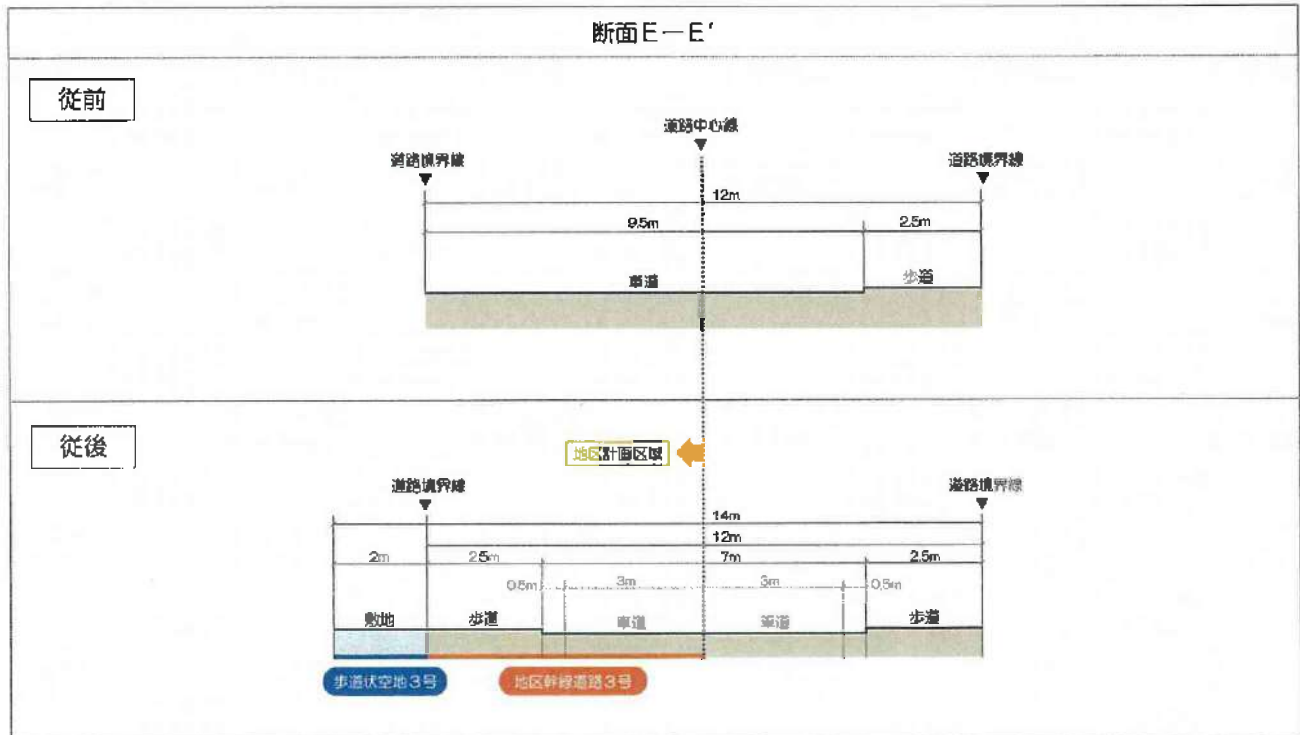 断面E－E'
従前
道路中心線
道路境界線
道路境界線
12m
9.5m
2.5m
車道
歩道
従後
地区計画区域
道路境界線
道路境界線
14m
12m
2m
2.5m
7m
2.5m
0.5m
3m
3m
0.5m
敷地
歩道
車道
車道
歩道
歩道状空地3号
地区幹線道路3号